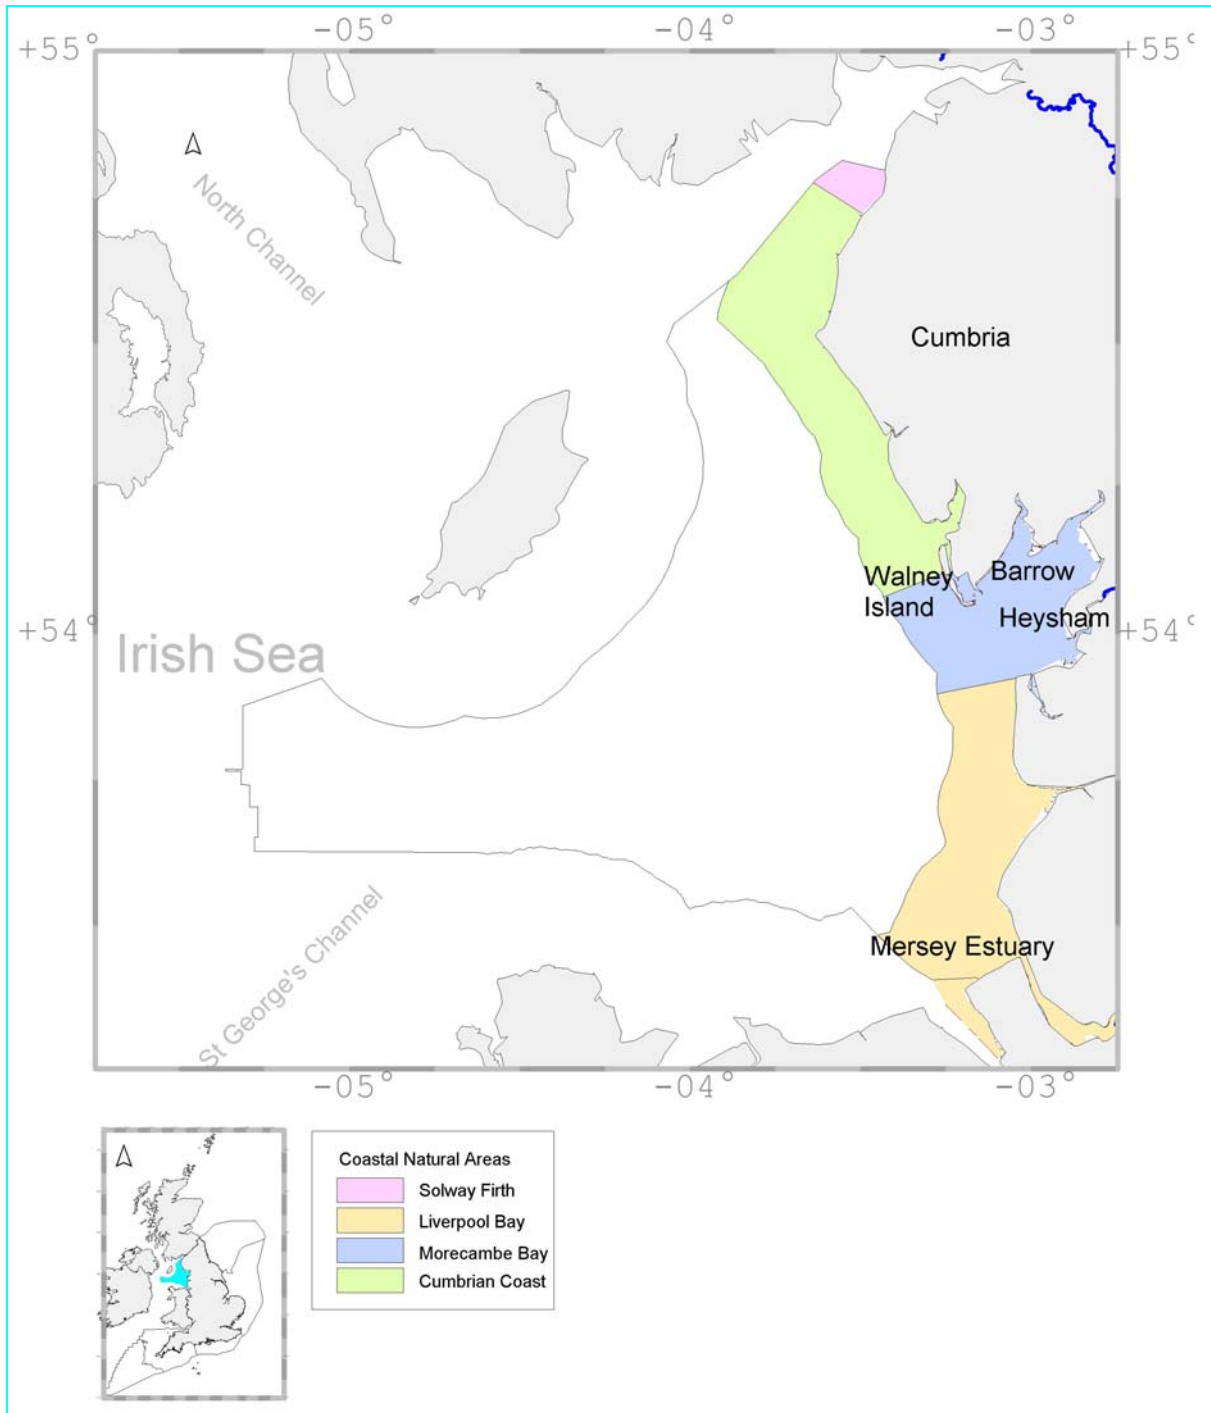 -05° -04° -03°
+55° +55°
North Channel
Cumbria
Walney
Island
Barrow
Heysham
+54° +54°
Irish Sea
Mersey Estuary
St George's Channel
-05° -04° -03°
Coastal Natural Areas
Solway Firth
Liverpool Bay
Morecambe Bay
Cumbrian Coast